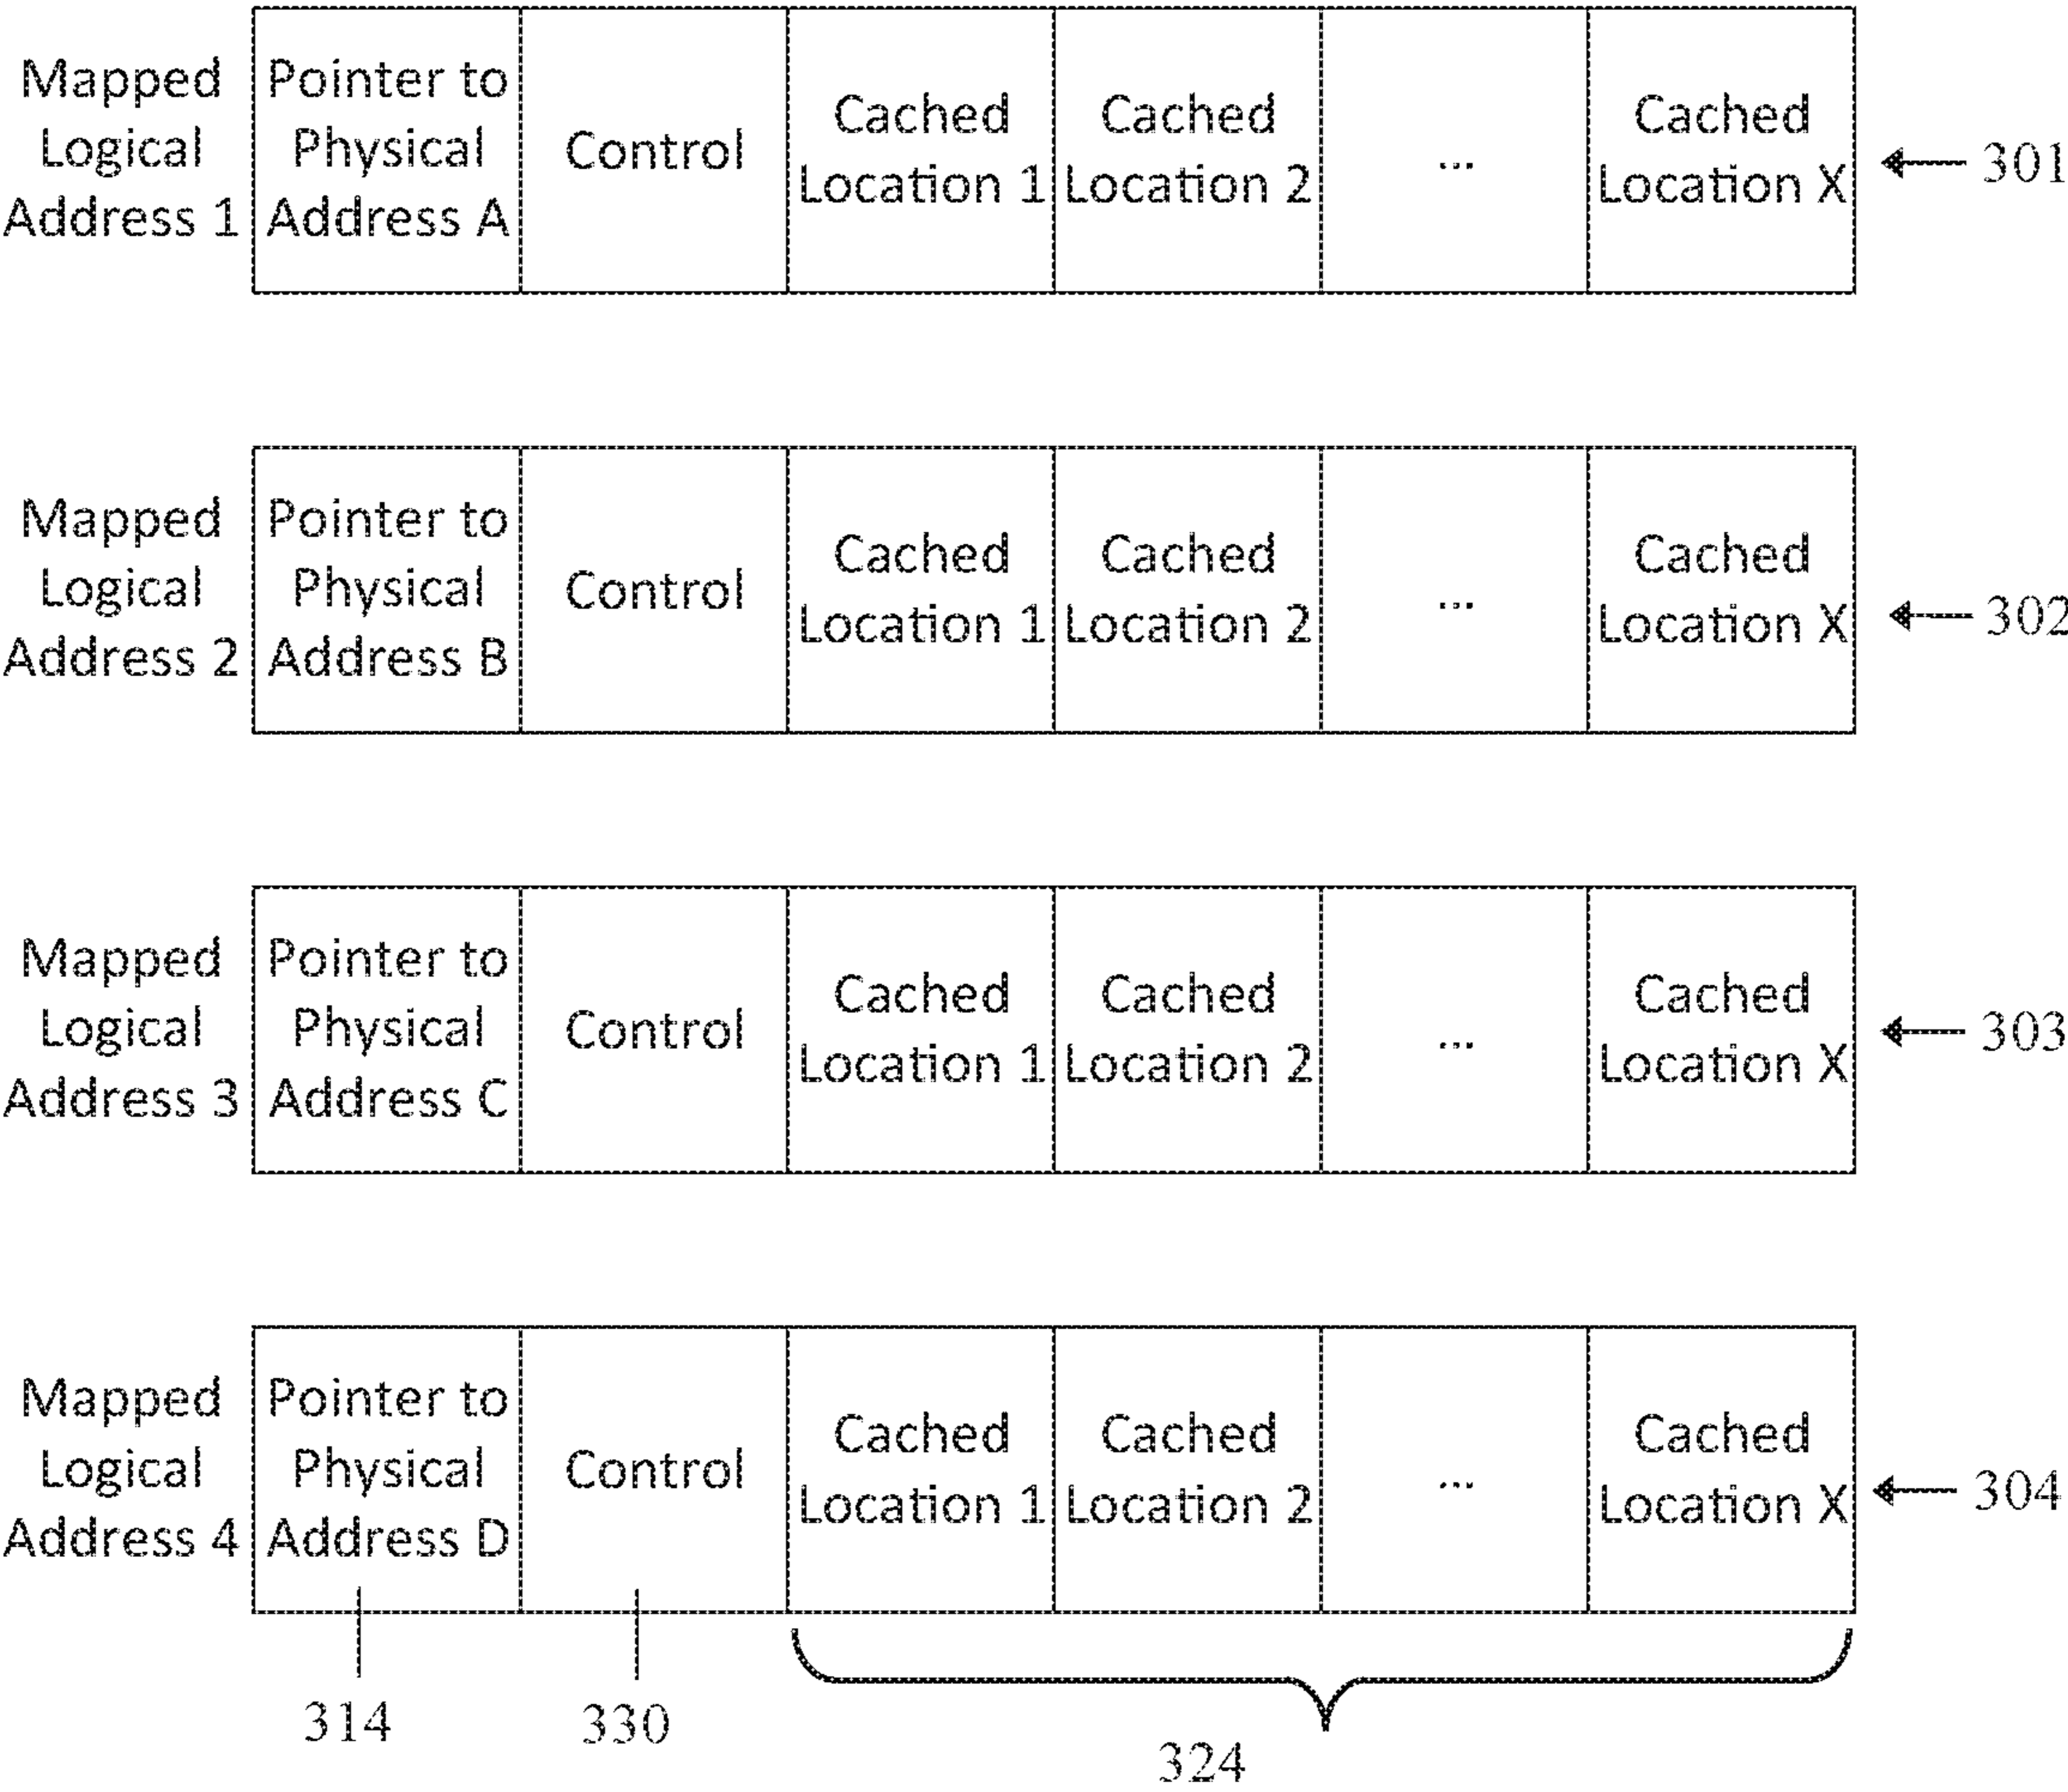 Mapped
Logical
Address 1
Pointer to
Physical
Address A
Control
Cached
Location 1
Cached
Location 2
...
Cached
Location X
301
Mapped
Logical
Address 2
Pointer to
Physical
Address B
Control
Cached
Location 1
Cached
Location 2
...
Cached
Location X
302
Mapped
Logical
Address 3
Pointer to
Physical
Address C
Control
Cached
Location 1
Cached
Location 2
...
Cached
Location X
303
Mapped
Logical
Address 4
Pointer to
Physical
Address D
Control
Cached
Location 1
Cached
Location 2
...
Cached
Location X
304
314
330
324